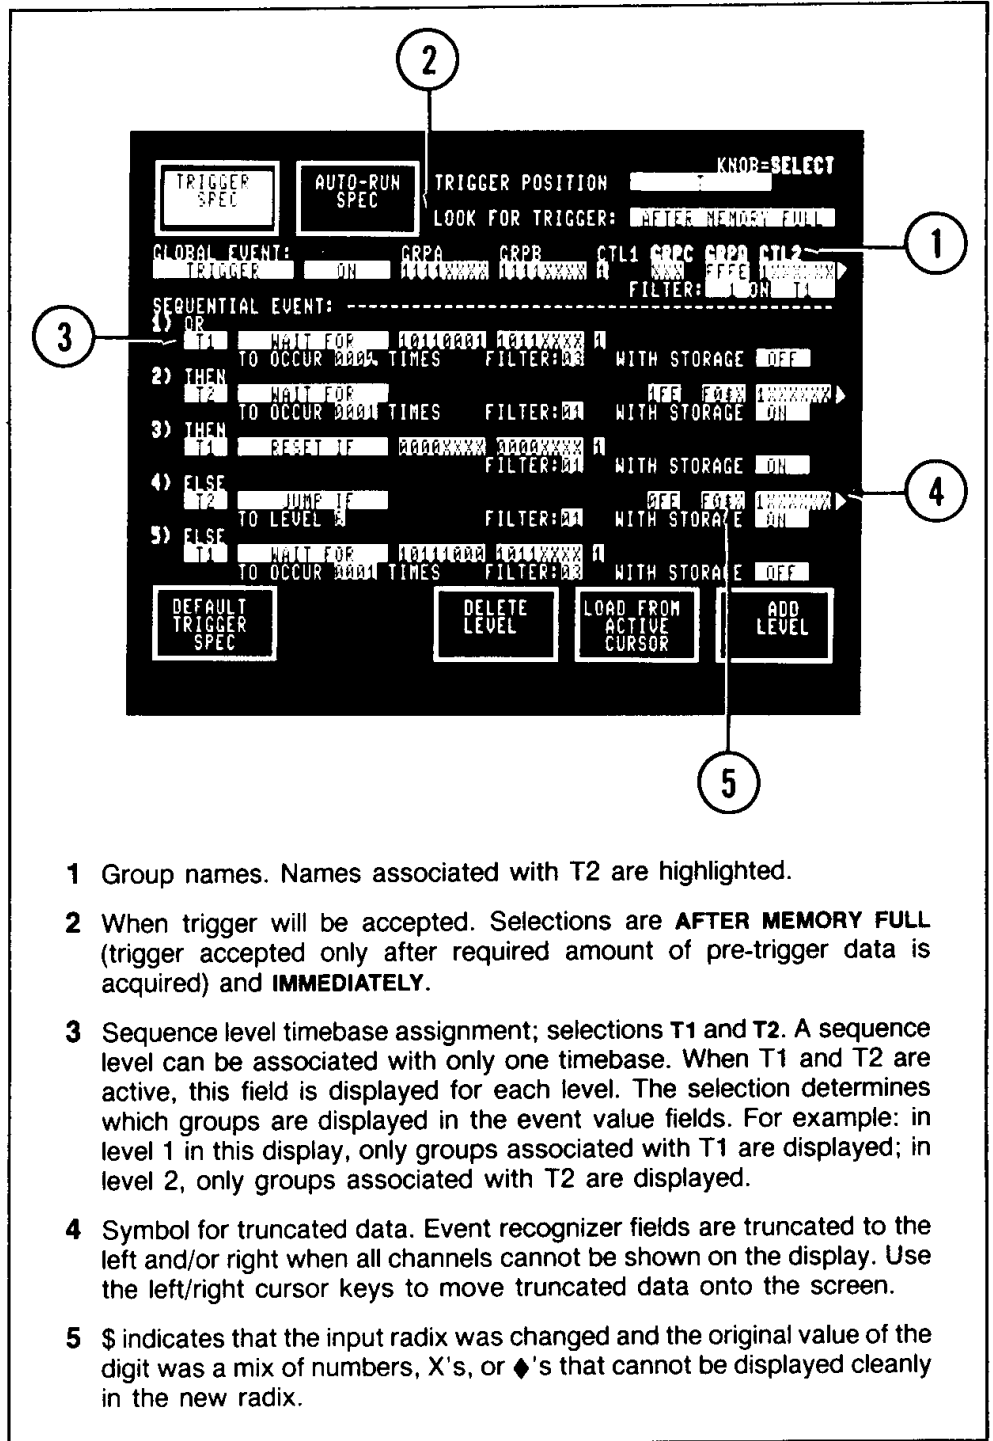 2
KNOB=SELECT
TRIGGER SPEC
AUTO-RUN SPEC
TRIGGER POSITION T
LOOK FOR TRIGGER: AFTER MEMORY FULL
1
GLOBAL EVENT: GRPA GRPB CTL1 GRPC GRPD CTL2
TRIGGER ON 1111XXXX 1111XXXX 1 XXX FFFE 1XXXXXX
FILTER: 1 ON T1
SEQUENTIAL EVENT:
3
1) OR
T1 WAIT FOR 10110001 1011XXXX 1
TO OCCUR TIMES FILTER:03 WITH STORAGE OFF
2) THEN
T2 WAIT FOR 1FE 1XXXXXX
TO OCCUR 0001 TIMES FILTER:01 WITH STORAGE ON
3) THEN
T1 RESET IF 0000XXXX 0000XXXX 1
FILTER:01 WITH STORAGE ON
4
4) ELSE
T2 JUMP IF 0FE 1XXXXXX
TO LEVEL FILTER:01 WITH STORAGE ON
5) ELSE
T1 WAIT FOR 10111000 1011XXXX 1
TO OCCUR 0001 TIMES FILTER:03 WITH STORAGE OFF
DEFAULT TRIGGER SPEC
DELETE LEVEL
LOAD FROM ACTIVE CURSOR
ADD LEVEL
5
1 Group names. Names associated with T2 are highlighted.
2 When trigger will be accepted. Selections are AFTER MEMORY FULL
(trigger accepted only after required amount of pre-trigger data is
acquired) and IMMEDIATELY.
3 Sequence level timebase assignment; selections T1 and T2. A sequence
level can be associated with only one timebase. When T1 and T2 are
active, this field is displayed for each level. The selection determines
which groups are displayed in the event value fields. For example: in
level 1 in this display, only groups associated with T1 are displayed; in
level 2, only groups associated with T2 are displayed.
4 Symbol for truncated data. Event recognizer fields are truncated to the
left and/or right when all channels cannot be shown on the display. Use
the left/right cursor keys to move truncated data onto the screen.
5 $ indicates that the input radix was changed and the original value of the
digit was a mix of numbers, X's, or ♦'s that cannot be displayed cleanly
in the new radix.